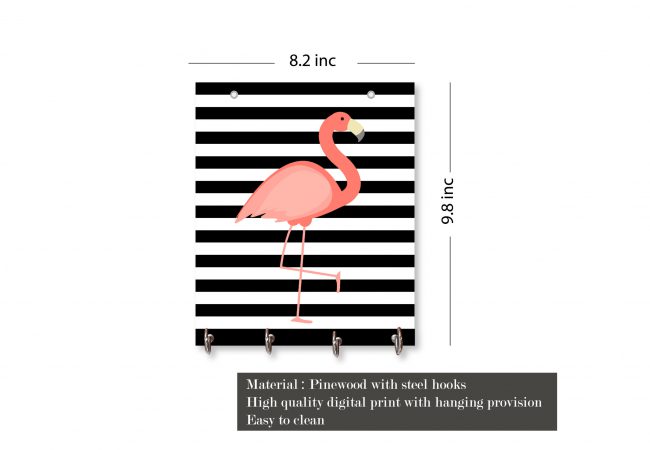 8.2 inc
9.8 inc
Material : Pinewood with steel hooks
High quality digital print with hanging provision
Easy to clean